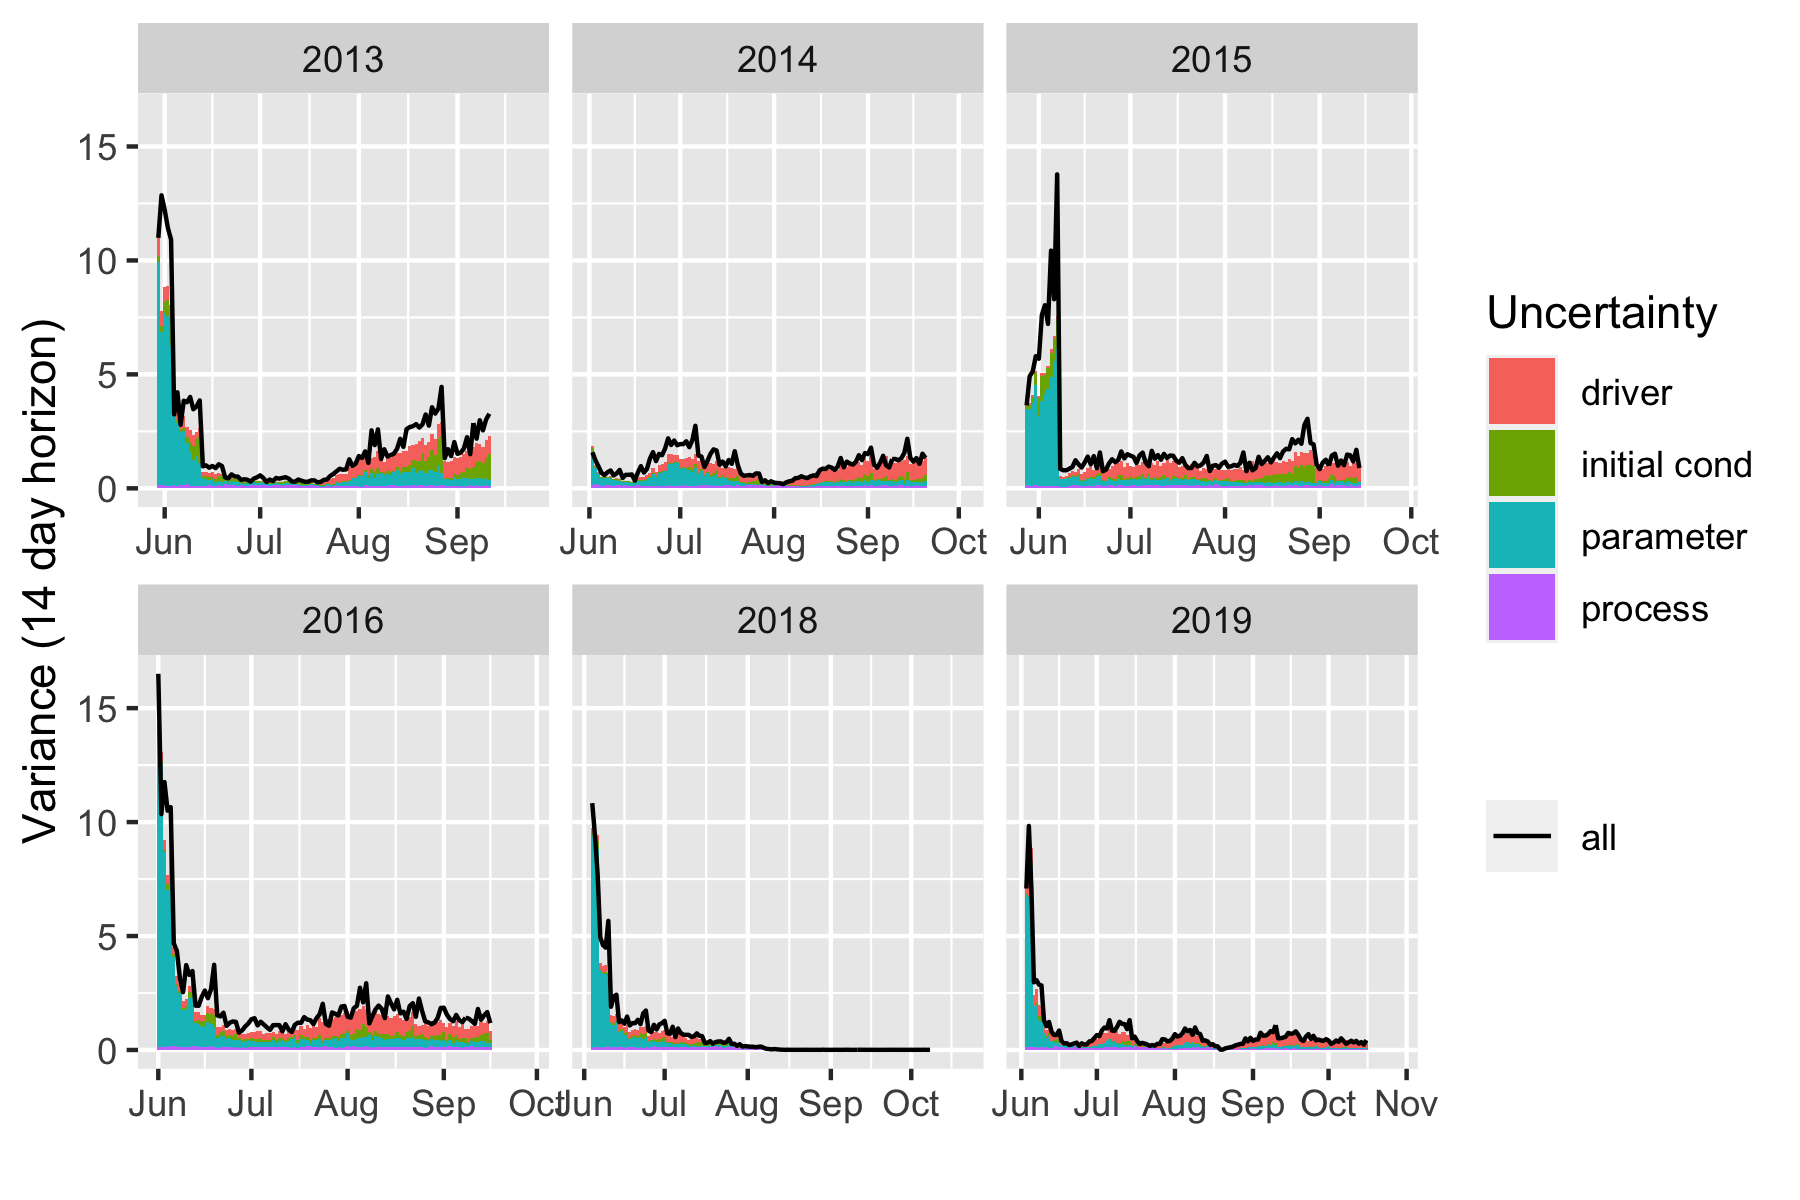 2013 2014 2015
15
10
5
0
Jun Jul Aug Sep
Jun Jul Aug Sep Oct
Jun Jul Aug Sep Oct
Variance (14 day horizon)
2016 2018 2019
15
10
5
0
Jun Jul Aug Sep Oct
Jun Jul Aug Sep Oct
Jun Jul Aug Sep Oct Nov
Uncertainty
driver
initial cond
parameter
process
all